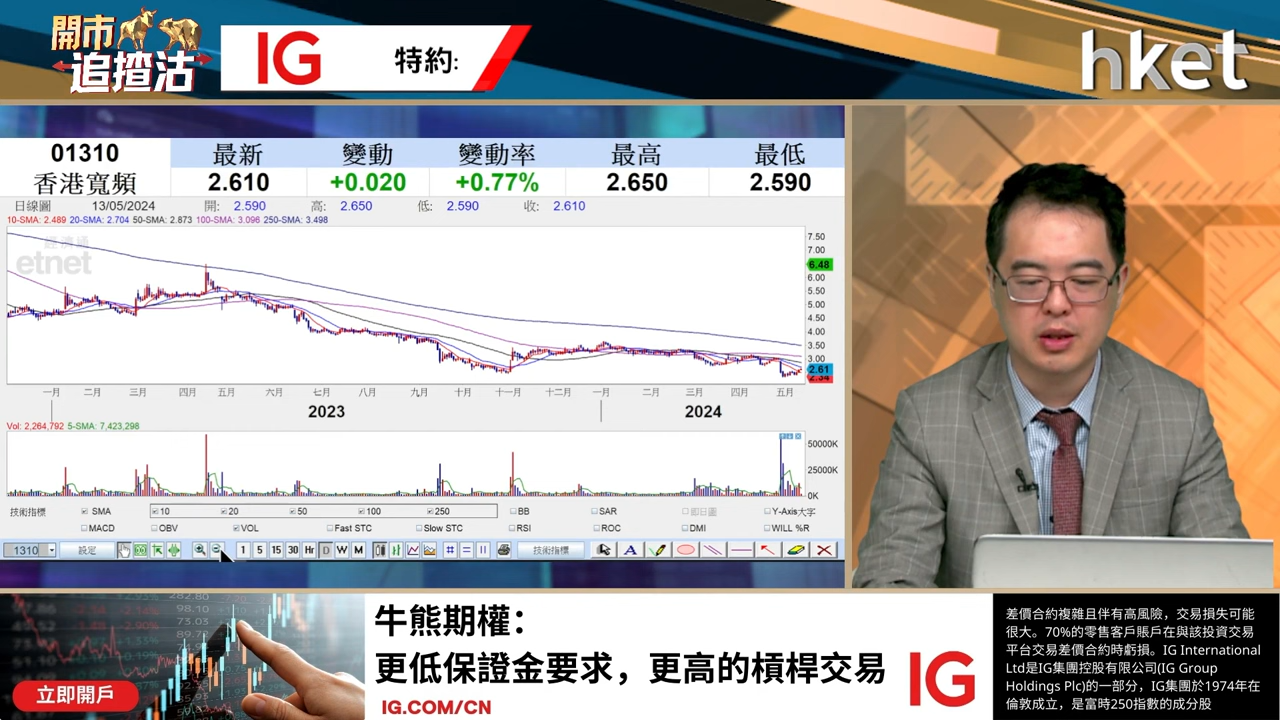 開市
追揸沽
IG
特約:
hket
01310
最新
變動
變動率
最高
最低
香港寬頻
2.610
+0.020
+0.77%
2.650
2.590
日線圖
13/05/2024
開: 2.590
高: 2.650
低: 2.590
收: 2.610
10-SMA: 2.489 20-SMA: 2.704 50-SMA: 2.873 100-SMA: 3.096 250-SMA: 3.498
經濟通
etnet
7.50
7.00
6.48
6.00
5.50
5.00
4.50
4.00
3.50
3.00
2.61
2.34
一月 二月 三月 四月 五月 六月 七月 八月 九月 十月 十一月 十二月 一月 二月 三月 四月 五月
2023
2024
Vol: 2,264,792 5-SMA: 7,423,298
50000K
25000K
0K
技術指標 SMA 10 20 50 100 250 BB SAR 即日圖 Y-Axis大字
MACD OBV VOL Fast STC Slow STC RSI ROC DMI WILL %R
1310 設定 1 5 15 30 Hr D W M 技術指標 A
立即開戶
牛熊期權：
更低保證金要求，更高的槓桿交易
IG.COM/CN
IG
差價合約複雜且伴有高風險，交易損失可能
很大。70%的零售客戶賬戶在與該投資交易
平台交易差價合約時虧損。IG International
Ltd是IG集團控股有限公司(IG Group
Holdings Plc)的一部分，IG集團於1974年在
倫敦成立，是富時250指數的成分股